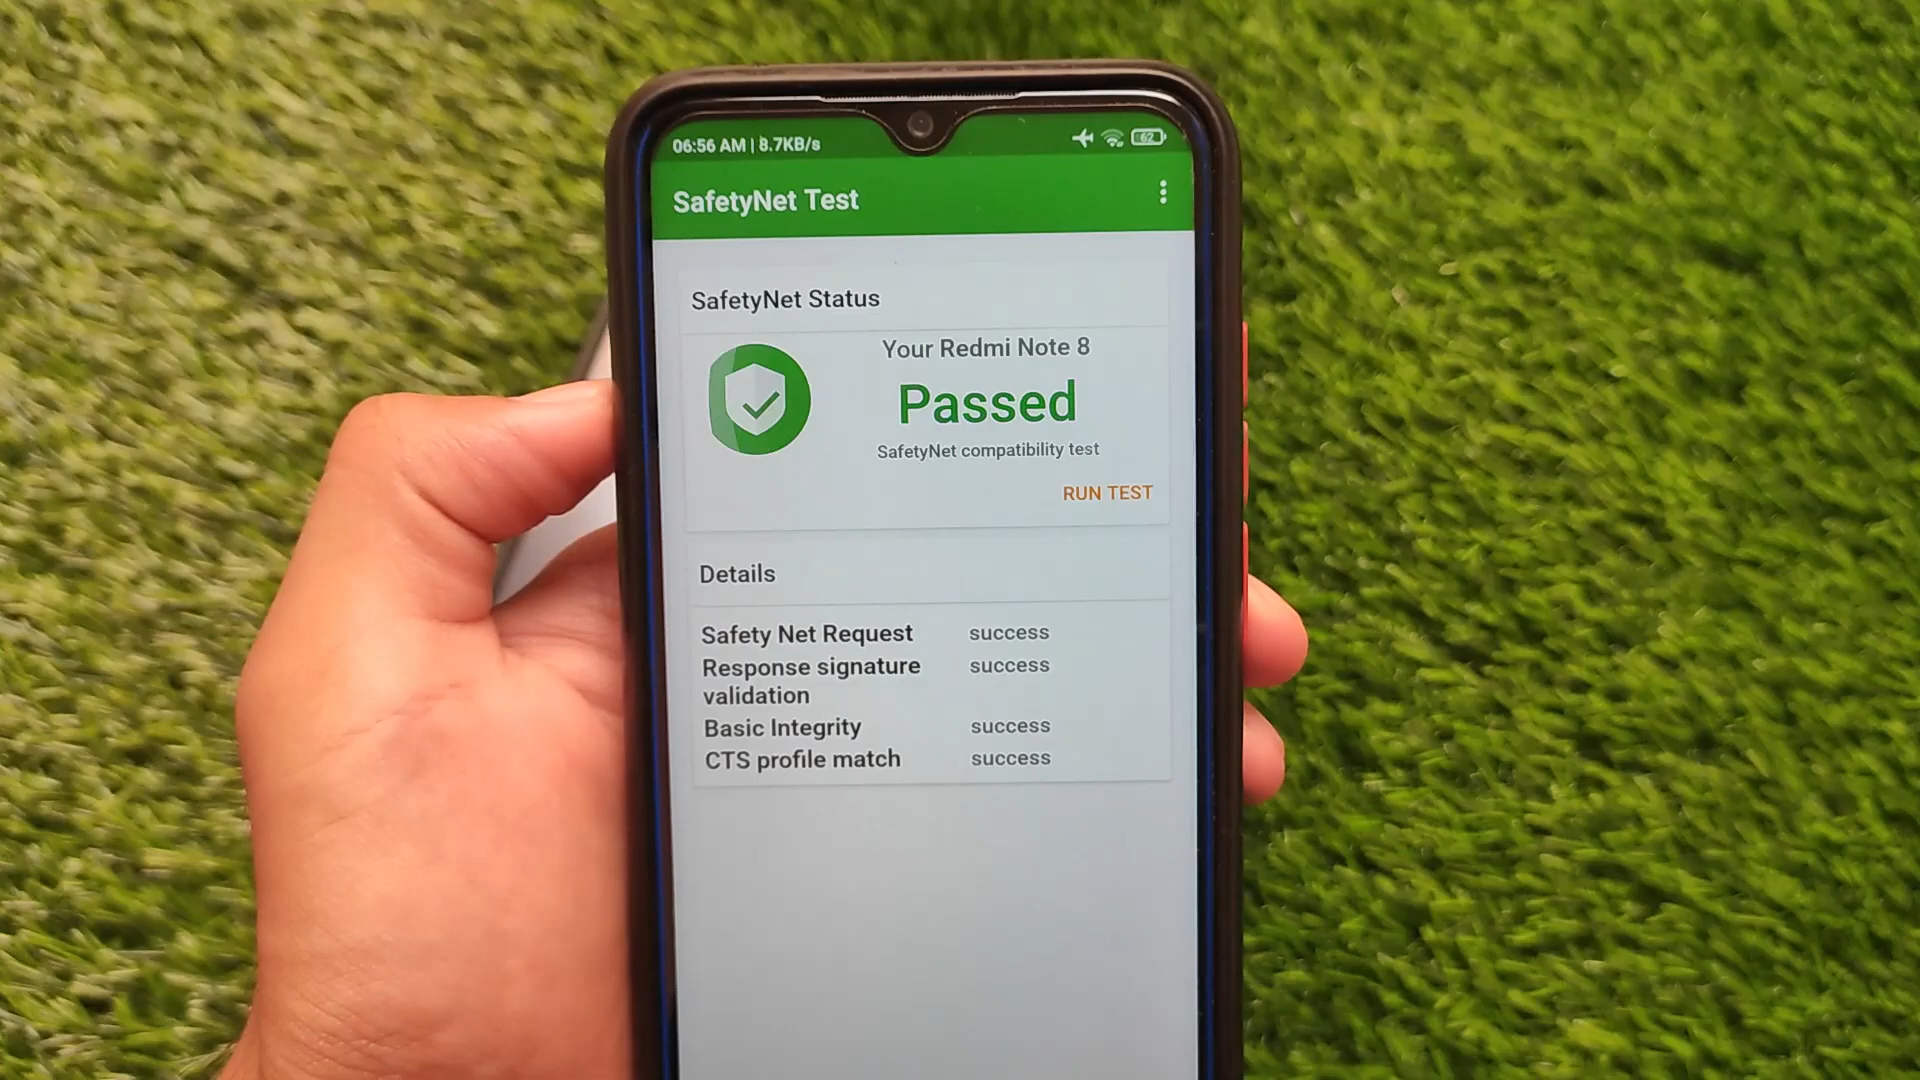 06:56 AM | 8.7KB/s
62
SafetyNet Test
SafetyNet Status
Your Redmi Note 8
Passed
SafetyNet compatibility test
RUN TEST
Details
Safety Net Request success
Response signature success
validation
Basic Integrity success
CTS profile match success